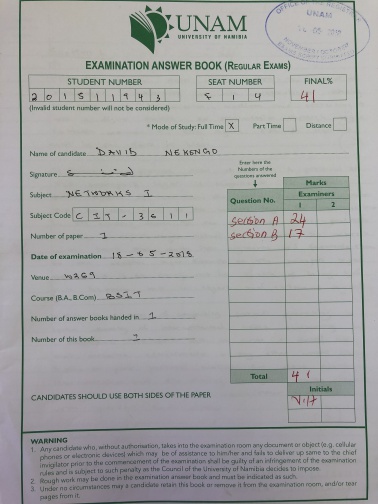 UNAM
UNIVERSITY OF NAMIBIA
UNAM
EXAMINATION ANSWER BOOK (REGULAR EXAMS)
STUDENT NUMBER SEAT NUMBER FINAL%
2 0 1 5 1 1 9 4 3 S 1 4 41
(Invalid student number will not be considered)
* Mode of Study: Full Time X Part Time Distance
Name of candidate DAVID NEKONGO
Signature
Enter here the Numbers of the questions answered
Subject NETWORKS I
Subject Code C I T - 3 6 1 1
Number of paper 1
Date of examination 18-05-2018
Venue W269
Course (B.A., B.Com) BSIT
Number of answer books handed in 1
Number of this book 1
Marks
Question No. Examiners
1 2
Section A 24
Section B 17
Total 41
Initials
CANDIDATES SHOULD USE BOTH SIDES OF THE PAPER
WARNING
1. Any candidate who, without authorisation, takes into the examination room any document or object (e.g. cellular
phones or electronic devices) which may be of assistance to him/her and fails to deliver up same to the chief
invigilator prior to the commencement of the examination shall be guilty of an infringement of the examination
rules and is subject to such penalty as the Council of the University of Namibia decides to impose.
2. Rough work may be done in the examination answer book and must be indicated as such.
3. Under no circumstances may a candidate retain this book or remove it from the examination room, and/or tear
pages from it.